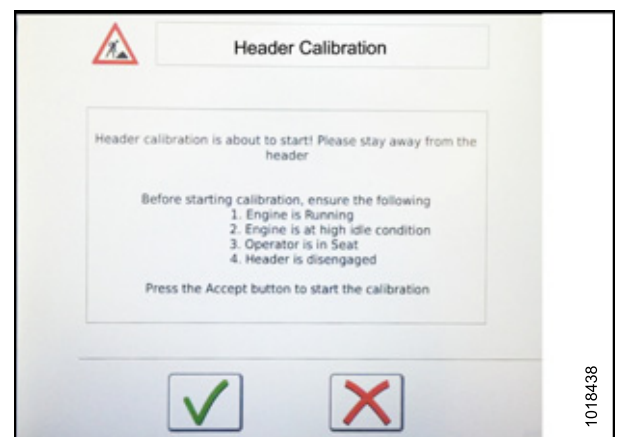 Header Calibration
Header calibration is about to start! Please stay away from the
header
Before starting calibration, ensure the following
1. Engine is Running
2. Engine is at high idle condition
3. Operator is in Seat
4. Header is disengaged
Press the Accept button to start the calibration
1018438